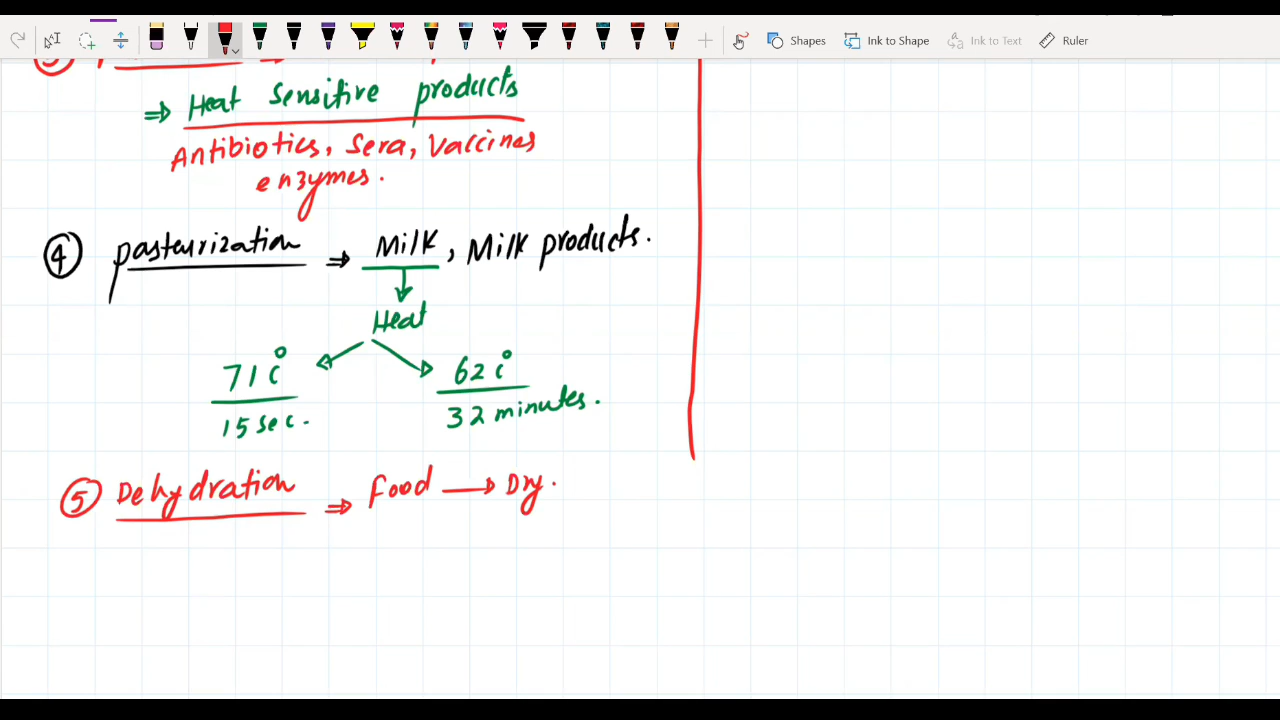 Shapes Ink to Shape Ink to Text Ruler
⇒ Heat Sensitive products
Antibiotics, Sera, Vaccines
enzymes.
④ pasteurization ⇒ Milk, Milk products.
Heat
71 c° 62 c°
15 sec. 32 minutes.
⑤ Dehydration ⇒ Food → Dry.